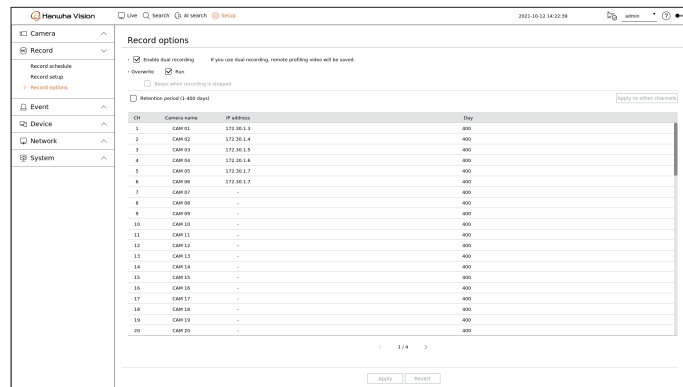 Hanwha Vision Live Search AI search Setup 2021-10-12 14:22:39 admin
Camera
Record
Record schedule
Record setup
> Record options
Event
Device
Network
System
Record options
• Enable dual recording If you use dual recording, remote profiling video will be saved.
• Overwrite Run
Beeps when recording is stopped
Retention period (1-400 days) Apply to other channels
CH Camera name IP address Day
1 CAM 01 172.30.1.3 400
2 CAM 02 172.30.1.4 400
3 CAM 03 172.30.1.5 400
4 CAM 04 172.30.1.6 400
5 CAM 05 172.30.1.7 400
6 CAM 06 172.30.1.7 400
7 CAM 07 - 400
8 CAM 08 - 400
9 CAM 09 - 400
10 CAM 10 - 400
11 CAM 11 - 400
12 CAM 12 - 400
13 CAM 13 - 400
14 CAM 14 - 400
15 CAM 15 - 400
16 CAM 16 - 400
17 CAM 17 - 400
18 CAM 18 - 400
19 CAM 19 - 400
20 CAM 20 - 400
< 1 / 4 >
Apply Revert